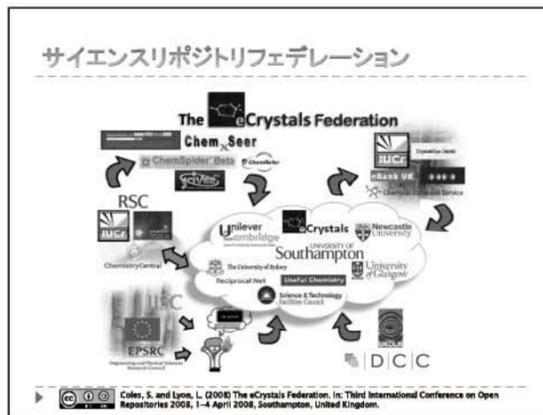 サイエンスリポジトリフェデレーション
The eCrystals Federation
ChemxSeer
ChemSpider Beta
ChemRefer
SciVee
IUCr
eBank UK
RSC
IUCr
ChemistryCentral
Unilever
Cambridge
eCrystals
Newcastle
University
UNIVERSITY OF
Southampton
The University of Sydney
University
of Glasgow
Reciprocal Net
Useful Chemistry
Science & Technology
Facilities Council
EPSRC
Engineering and Physical Sciences
Research Council
UKOLN
DCC
Coles, S. and Lyon, L. (2008) The eCrystals Federation. In: Third International Conference on Open
Repositories 2008, 1–4 April 2008, Southampton, United Kingdom.